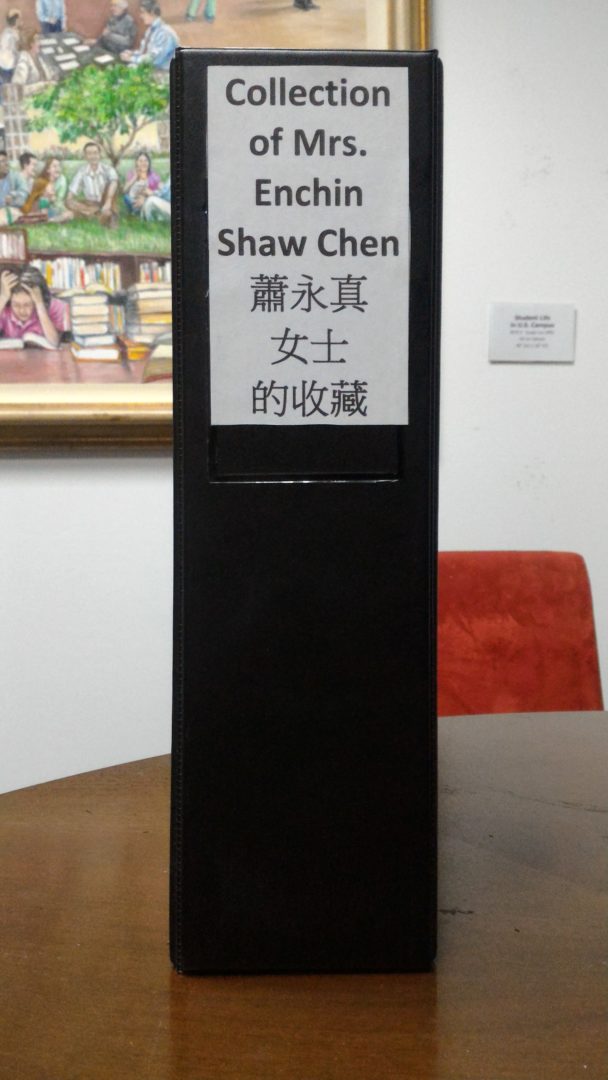 Collection
of Mrs.
Enchin
Shaw Chen
蕭永真
女士
的收藏
Student Life
in U.S. Campus